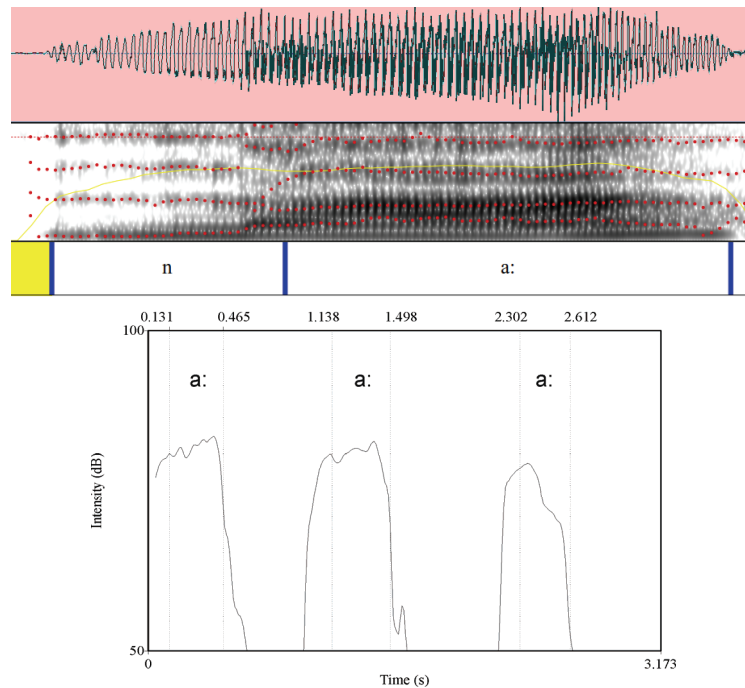 n a:
0.131 0.465 1.138 1.498 2.302 2.612
100
a: a: a:
Intensity (dB)
50
0 3.173
Time (s)